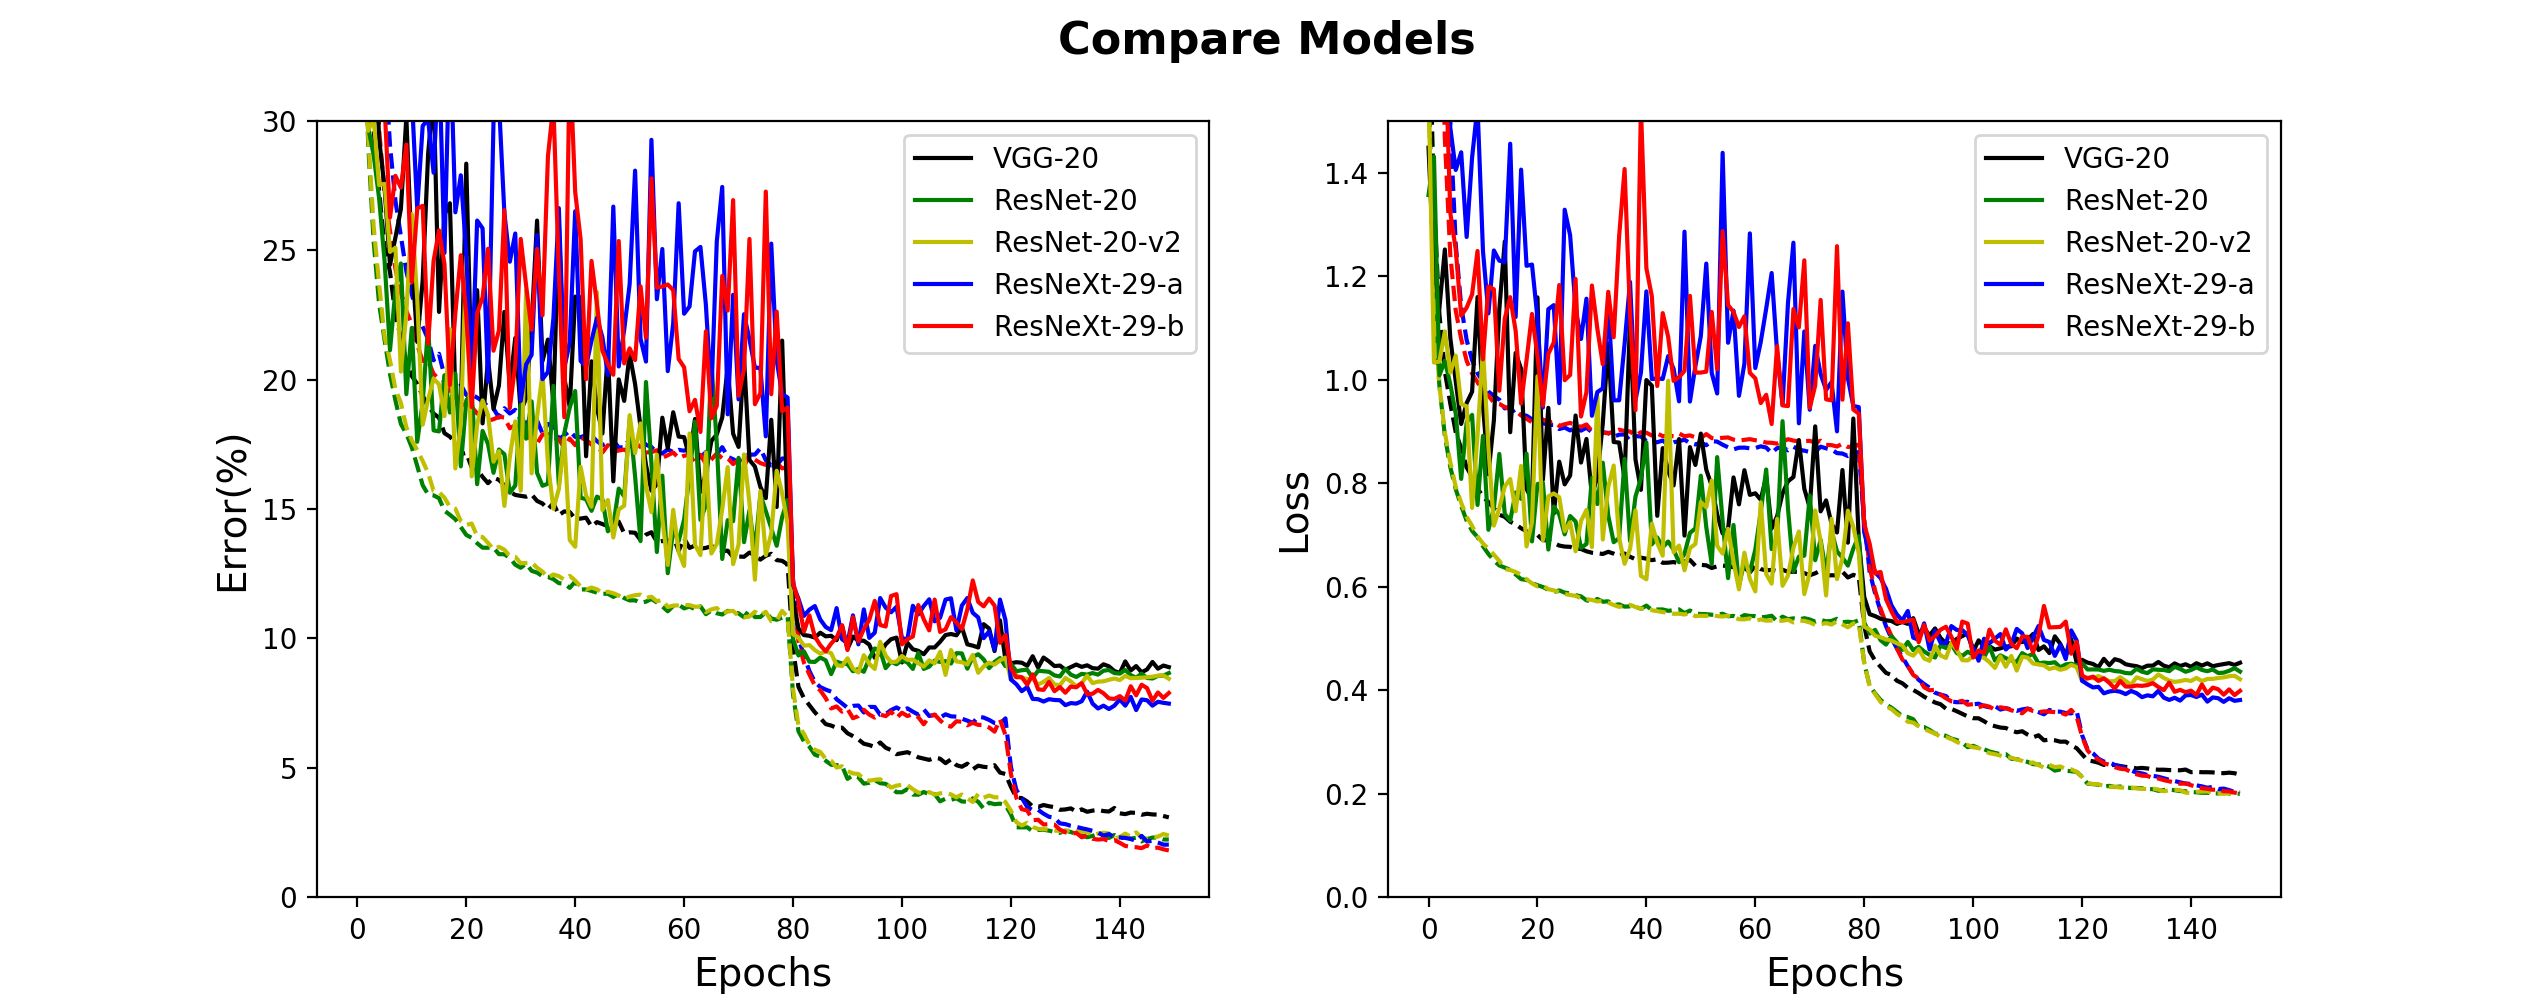 Compare Models
Error(%)
30
25
20
15
10
5
0
0 20 40 60 80 100 120 140
Epochs
VGG-20
ResNet-20
ResNet-20-v2
ResNeXt-29-a
ResNeXt-29-b
Loss
1.4
1.2
1.0
0.8
0.6
0.4
0.2
0.0
0 20 40 60 80 100 120 140
Epochs
VGG-20
ResNet-20
ResNet-20-v2
ResNeXt-29-a
ResNeXt-29-b